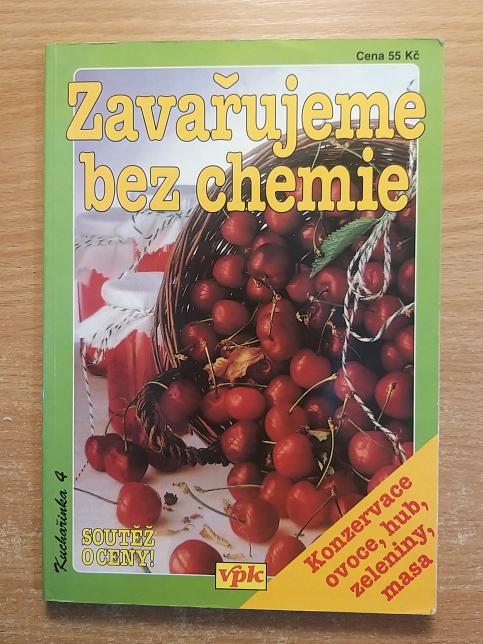 Cena 55 Kč
Zavařujeme
bez chemie
Kuchařinka 4
SOUTĚŽ
O CENY!
vpk
Konzervace
ovoce, hub,
zeleniny,
masa